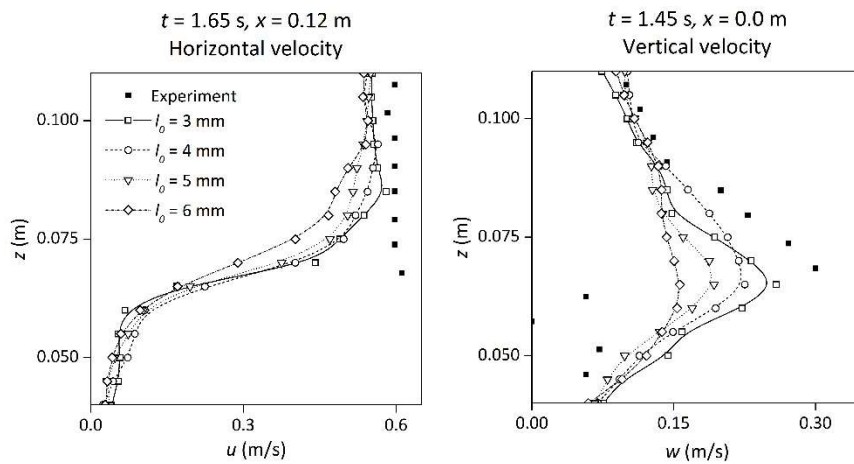 t = 1.65 s, x = 0.12 m
Horizontal velocity
t = 1.45 s, x = 0.0 m
Vertical velocity
Experiment
l0 = 3 mm
l0 = 4 mm
l0 = 5 mm
l0 = 6 mm
0.100
0.075
0.050
z (m)
0.0
0.3
0.6
u (m/s)
0.100
0.075
0.050
z (m)
0.00
0.15
0.30
w (m/s)